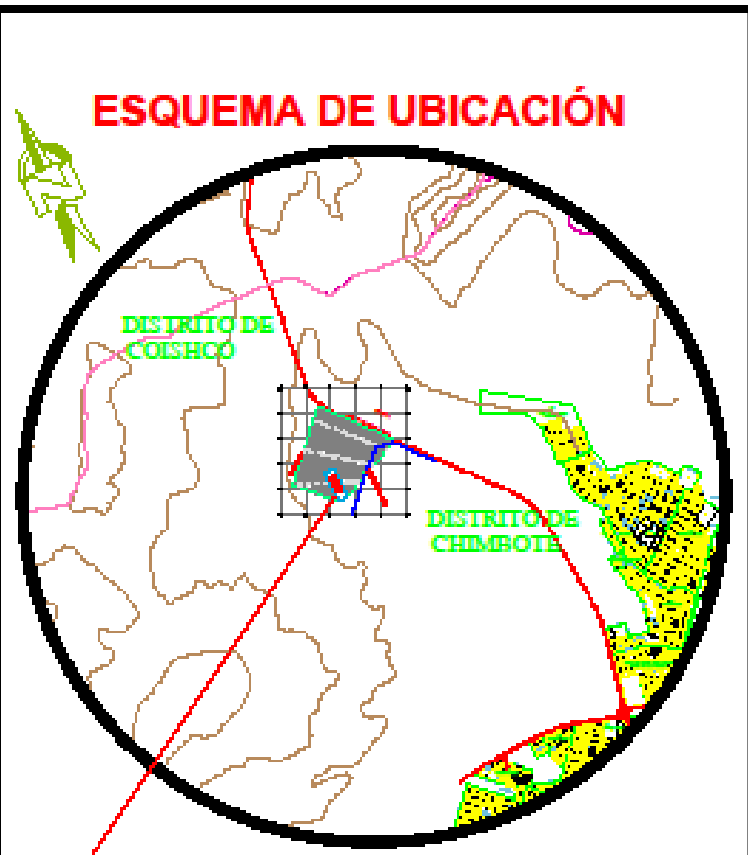 ESQUEMA DE UBICACIÓN
DISTRITO DE
COISHCO
DISTRITO DE
CHIMBOTE